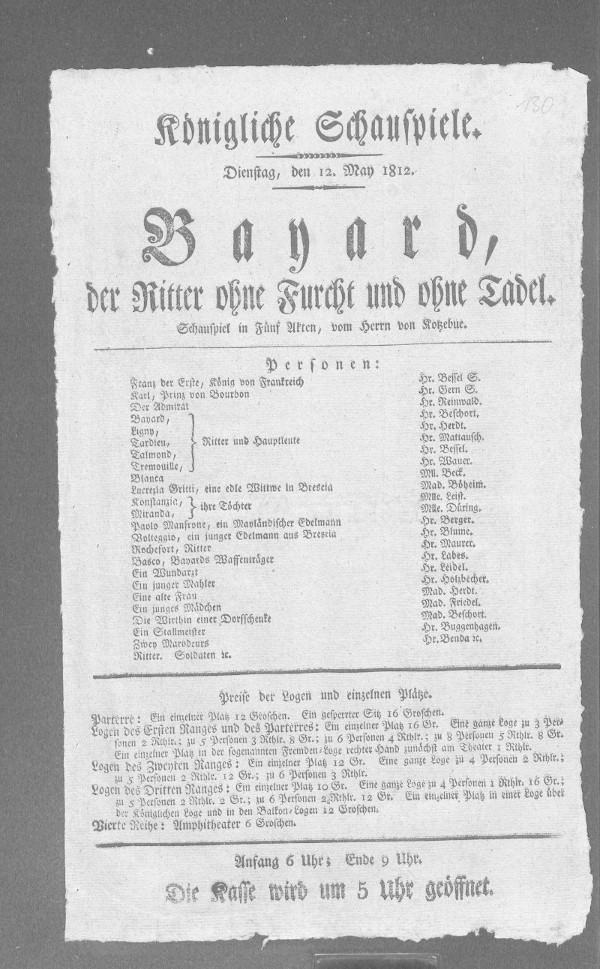 130
Königliche Schauspiele.
Dienstag, den 12. May 1812.
Bayard,
der Ritter ohne Furcht und ohne Tadel.
Schauspiel in Fünf Akten, vom Herrn von Kotzebue.
Personen:
Franz der Erste, König von Frankreich Hr. Bessel S.
Karl, Prinz von Bourbon Hr. Gern S.
Der Admiral Hr. Reinwald.
Bayard, Hr. Beschort.
Ligny, Hr. Herdt.
Tardieu, Ritter und Hauptleute Hr. Mattausch.
Talmond, Hr. Bessel.
Tremouille, Hr. Wauer.
Blanca Mll. Beck.
Lucrezia Gritti, eine edle Wittwe in Brescia Mad. Böheim.
Konstanzia, ihre Töchter Mlle. Leist.
Miranda, Mlle. Düring.
Paolo Manfrone, ein Mayländischer Edelmann Hr. Berger.
Volteggio, ein junger Edelmann aus Brescia Hr. Blume.
Rochefort, Ritter Hr. Maurer.
Basco, Bayards Waffenträger Hr. Labes.
Ein Wundarzt Hr. Leidel.
Ein junger Mahler Hr. Holzbecher.
Eine alte Frau Mad. Herdt.
Ein junges Mädchen Mad. Friedel.
Die Wirthin einer Dorfschenke Mad. Beschort.
Ein Stallmeister Hr. Buggenhagen.
Zwey Marodeurs Hr. Benda ꝛc.
Ritter. Soldaten ꝛc.
Preise der Logen und einzelnen Plätze.
Parterre: Ein einzelner Platz 12 Groschen. Ein gesperrter Sitz 16 Groschen.
Logen des Ersten Ranges und des Parterres: Ein einzelner Platz 16 Gr. Eine ganze Loge zu 3 Per-
sonen 2 Rthlr.; zu 5 Personen 3 Rthlr. 8 Gr.; zu 6 Personen 4 Rthlr.; zu 8 Personen 5 Rthlr. 8 Gr.
Ein einzelner Platz in der sogenannten Fremden-Loge rechter Hand zunächst am Theater 1 Rthlr.
Logen des Zweyten Ranges: Ein einzelner Platz 12 Gr. Eine ganze Loge zu 4 Personen 2 Rthlr.;
zu 5 Personen 2 Rthlr. 12 Gr.; zu 6 Personen 3 Rthlr.
Logen des Dritten Ranges: Ein einzelner Platz 10 Gr. Eine ganze Loge zu 4 Personen 1 Rthlr. 16 Gr.;
zu 5 Personen 2 Rthlr. 2 Gr.; zu 6 Personen 2 Rthlr. 12 Gr. Ein einzelner Platz in einer Loge über
der Königlichen Loge und in den Balkon-Logen 12 Groschen.
Vierte Reihe: Amphitheater 6 Groschen.
Anfang 6 Uhr; Ende 9 Uhr.
Die Kasse wird um 5 Uhr geöffnet.